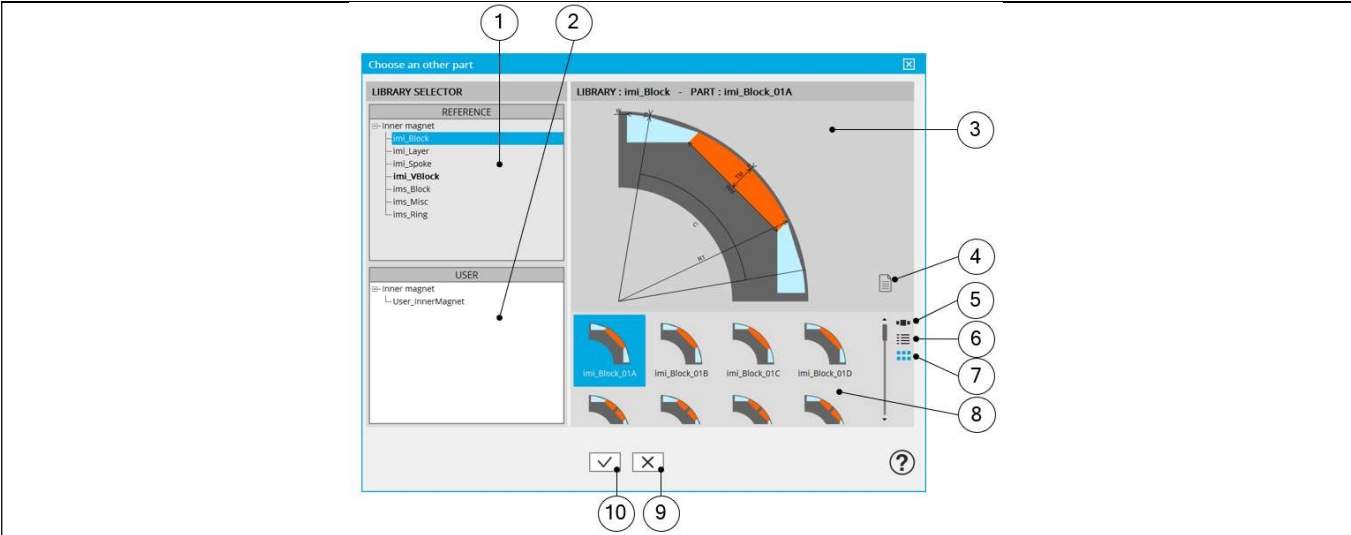 1
2
Choose an other part
LIBRARY SELECTOR
LIBRARY : imi_Block - PART : imi_Block_01A
REFERENCE
Inner magnet
imi_Block
imi_Layer
imi_Spoke
imi_VBlock
ims_Block
ims_Misc
ims_Ring
3
TM
C
R1
USER
Inner magnet
User_InnerMagnet
4
5
6
7
imi_Block_01A
imi_Block_01B
imi_Block_01C
imi_Block_01D
8
?
10
9